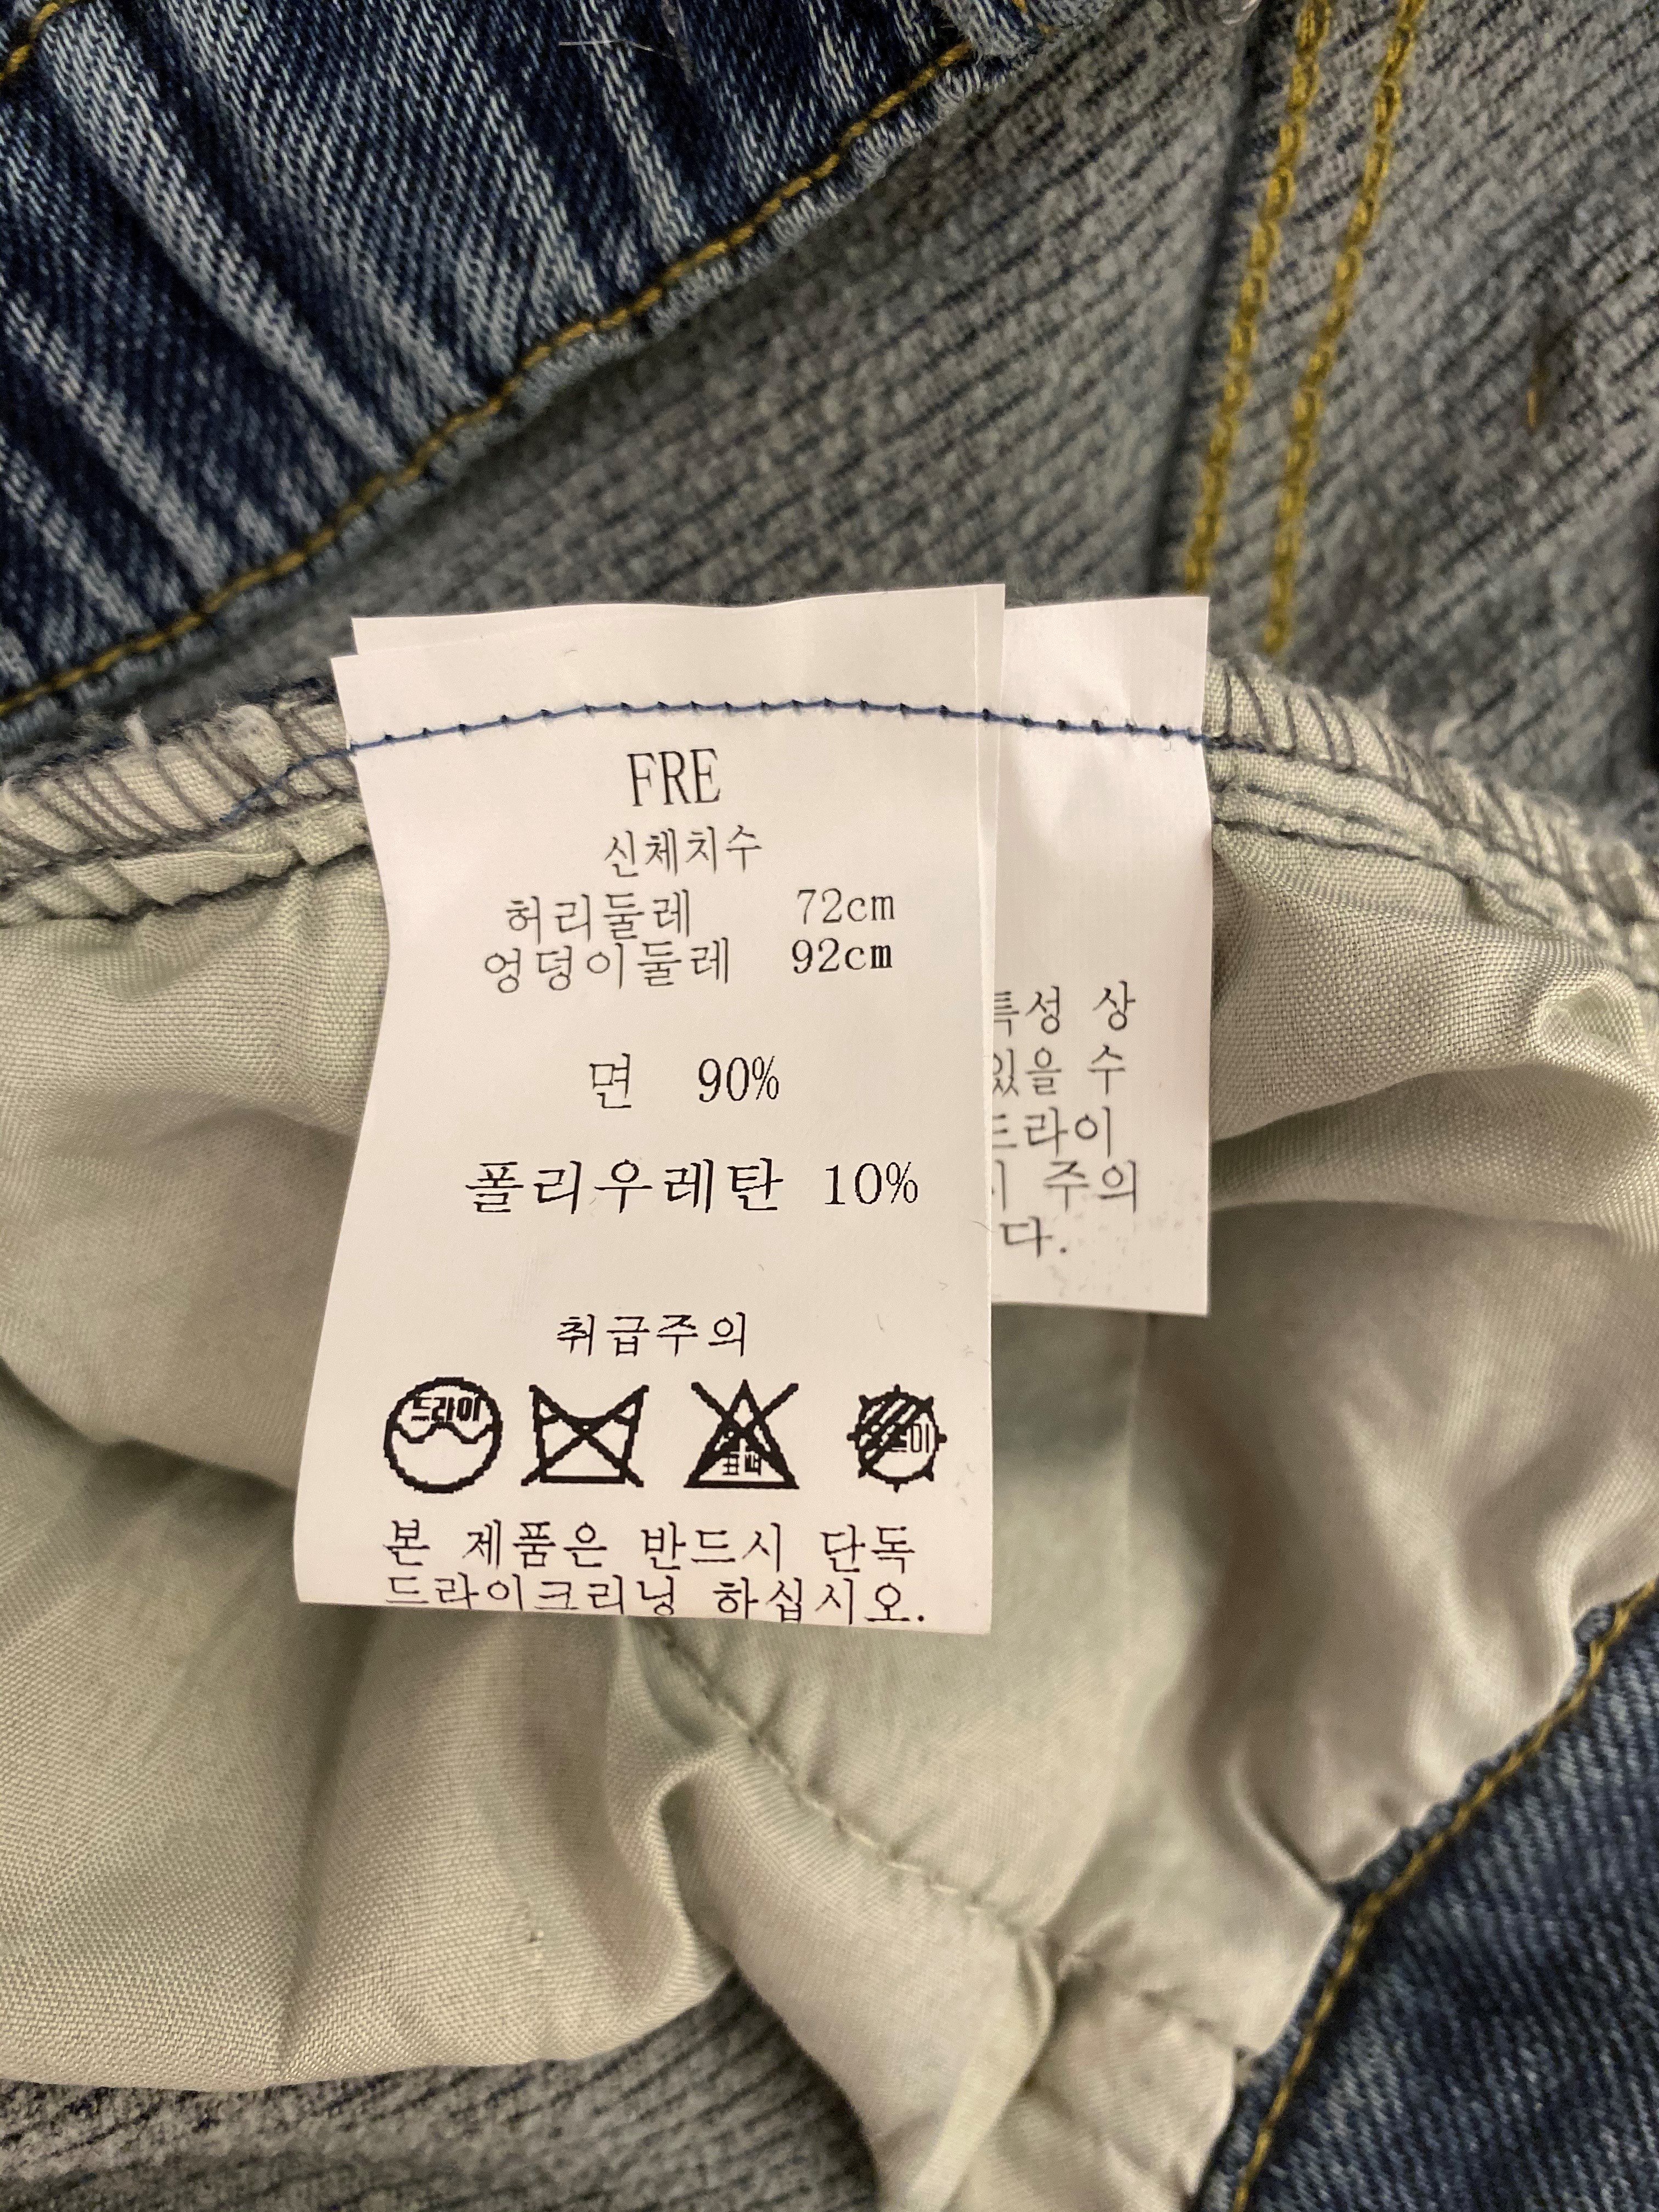 FRE
신체치수
허리둘레 72cm
엉덩이둘레 92cm
면 90%
폴리우레탄 10%
취급주의
드라이
본 제품은 반드시 단독
드라이크리닝 하십시오.
특성 상
있을 수
드라이
주의
다.